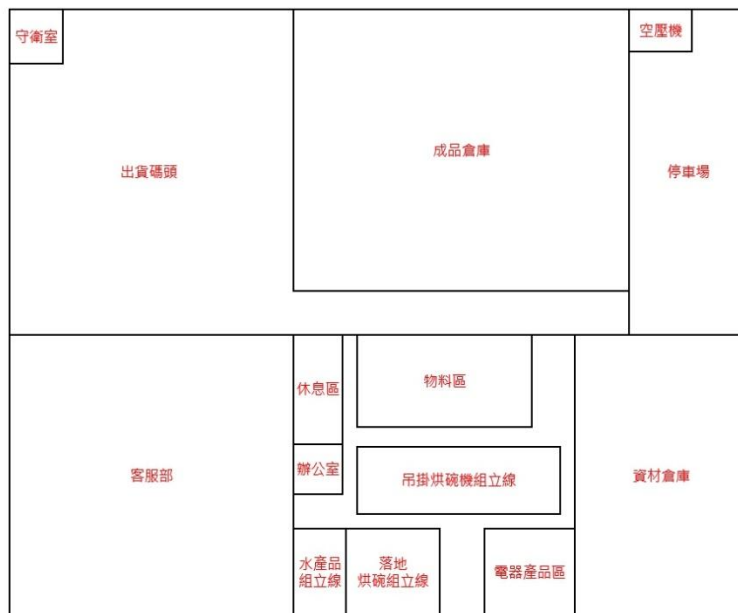 守衛室
空壓機
成品倉庫
出貨碼頭
停車場
物料區
休息區
辦公室
客服部
吊掛烘碗機組立線
資材倉庫
水產品
組立線
落地
烘碗組立線
電器產品區